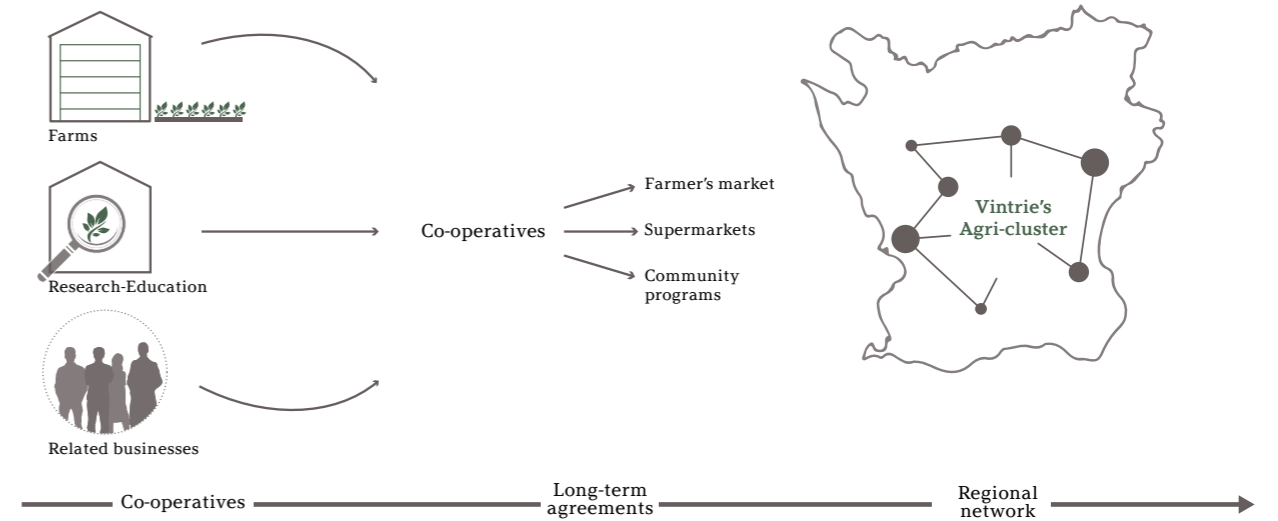 Farms
Research-Education
Related businesses
Co-operatives
Farmer’s market
Supermarkets
Community
programs
Vintrie’s
Agri-cluster
Co-operatives
Long-term
agreements
Regional
network